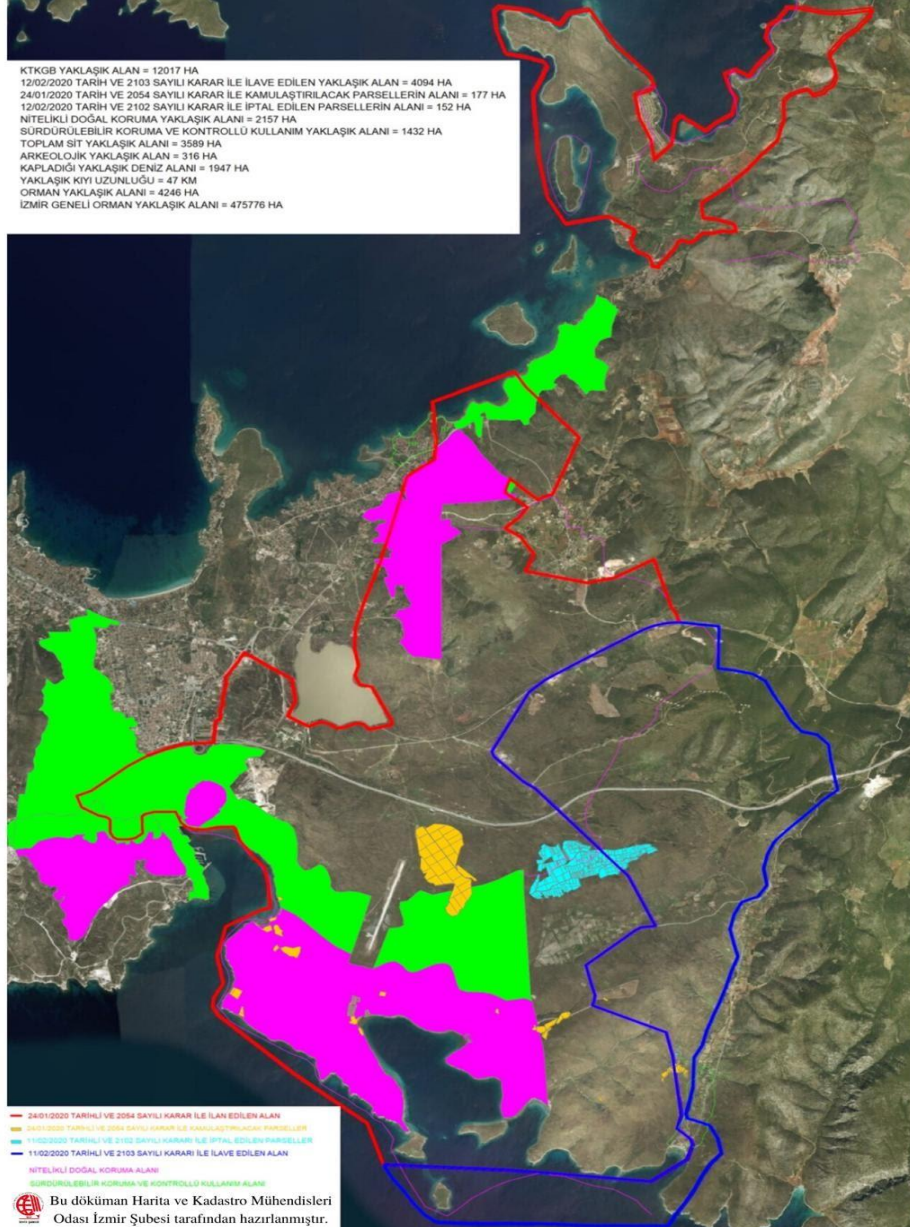 KTKGB YAKLAŞIK ALAN = 12017 HA
12/02/2020 TARİH VE 2103 SAYILI KARAR İLE İLAVE EDİLEN YAKLAŞIK ALAN = 4094 HA
24/01/2020 TARİH VE 2054 SAYILI KARAR İLE KAMULAŞTIRILACAK PARSELLERİN ALANI = 177 HA
12/02/2020 TARİH VE 2102 SAYILI KARAR İLE İPTAL EDİLEN PARSELLERİN ALANI = 152 HA
NİTELİKLİ DOĞAL KORUMA YAKLAŞIK ALANI = 2157 HA
SÜRDÜRÜLEBİLİR KORUMA VE KONTROLLÜ KULLANIM YAKLAŞIK ALANI = 1432 HA
TOPLAM SİT YAKLAŞIK ALANI = 3589 HA
ARKEOLOJİK YAKLAŞIK ALAN = 316 HA
KAPLADIĞI YAKLAŞIK DENİZ ALANI = 1947 HA
YAKLAŞIK KIYI UZUNLUĞU = 47 KM
ORMAN YAKLAŞIK ALANI = 4246 HA
İZMİR GENELİ ORMAN YAKLAŞIK ALANI = 475776 HA
24/01/2020 TARİHLİ VE 2054 SAYILI KARAR İLE İLAN EDİLEN ALAN
24/01/2020 TARİHLİ VE 2054 SAYILI KARAR İLE KAMULAŞTIRILACAK PARSELLER
11/02/2020 TARİHLİ VE 2102 SAYILI KARARI İLE İPTAL EDİLEN PARSELLER
11/02/2020 TARİHLİ VE 2103 SAYILI KARARI İLE İLAVE EDİLEN ALAN
NİTELİKLİ DOĞAL KORUMA ALANI
SÜRDÜRÜLEBİLİR KORUMA VE KONTROLLÜ KULLANIM ALANI
Bu döküman Harita ve Kadastro Mühendisleri
Odası İzmir Şubesi tarafından hazırlanmıştır.